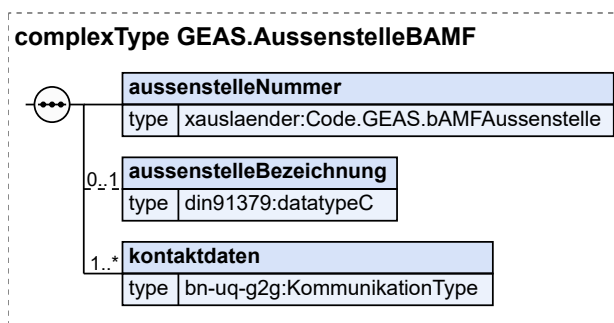 complexType GEAS.AussenstelleBAMF
aussenstelleNummer
type xauslaender:Code.GEAS.bAMFAussenstelle
0..1
aussenstelleBezeichnung
type din91379:datatypeC
1..*
kontaktdaten
type bn-uq-g2g:KommunikationType